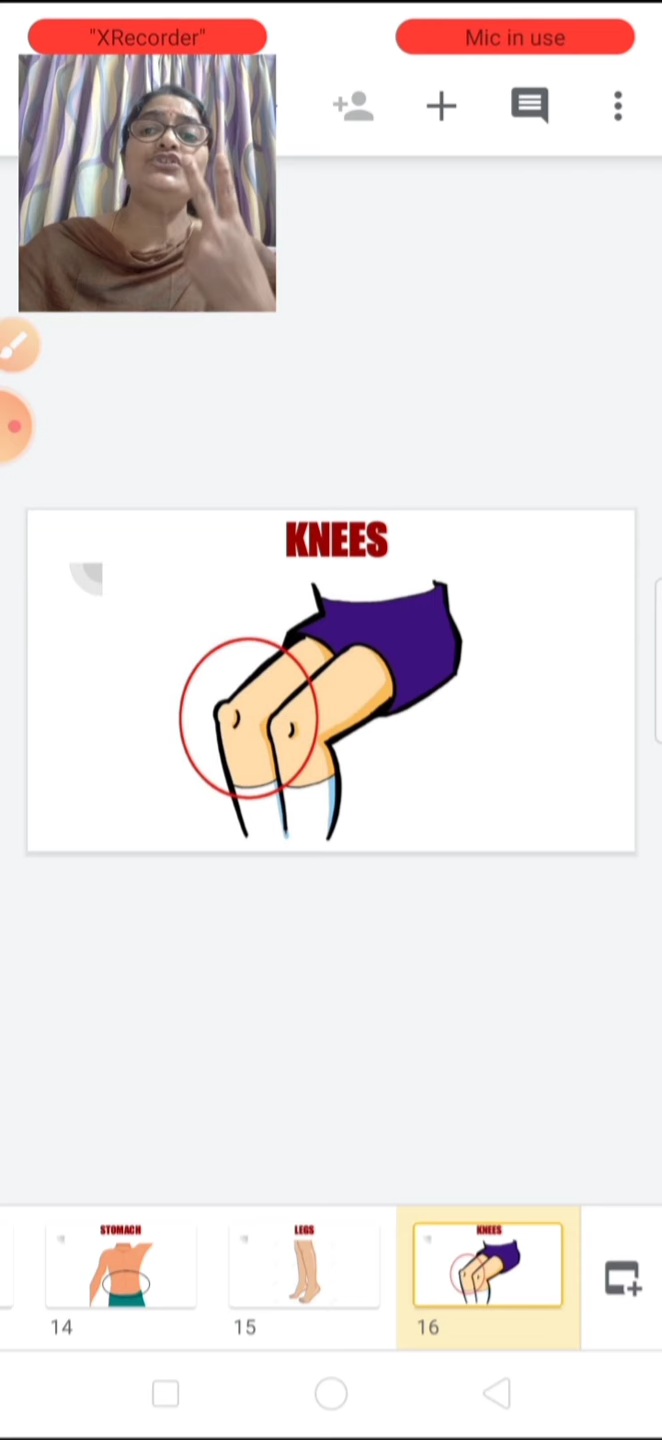 "XRecorder"
Mic in use
KNEES
STOMACH
LEGS
KNEES
14
15
16